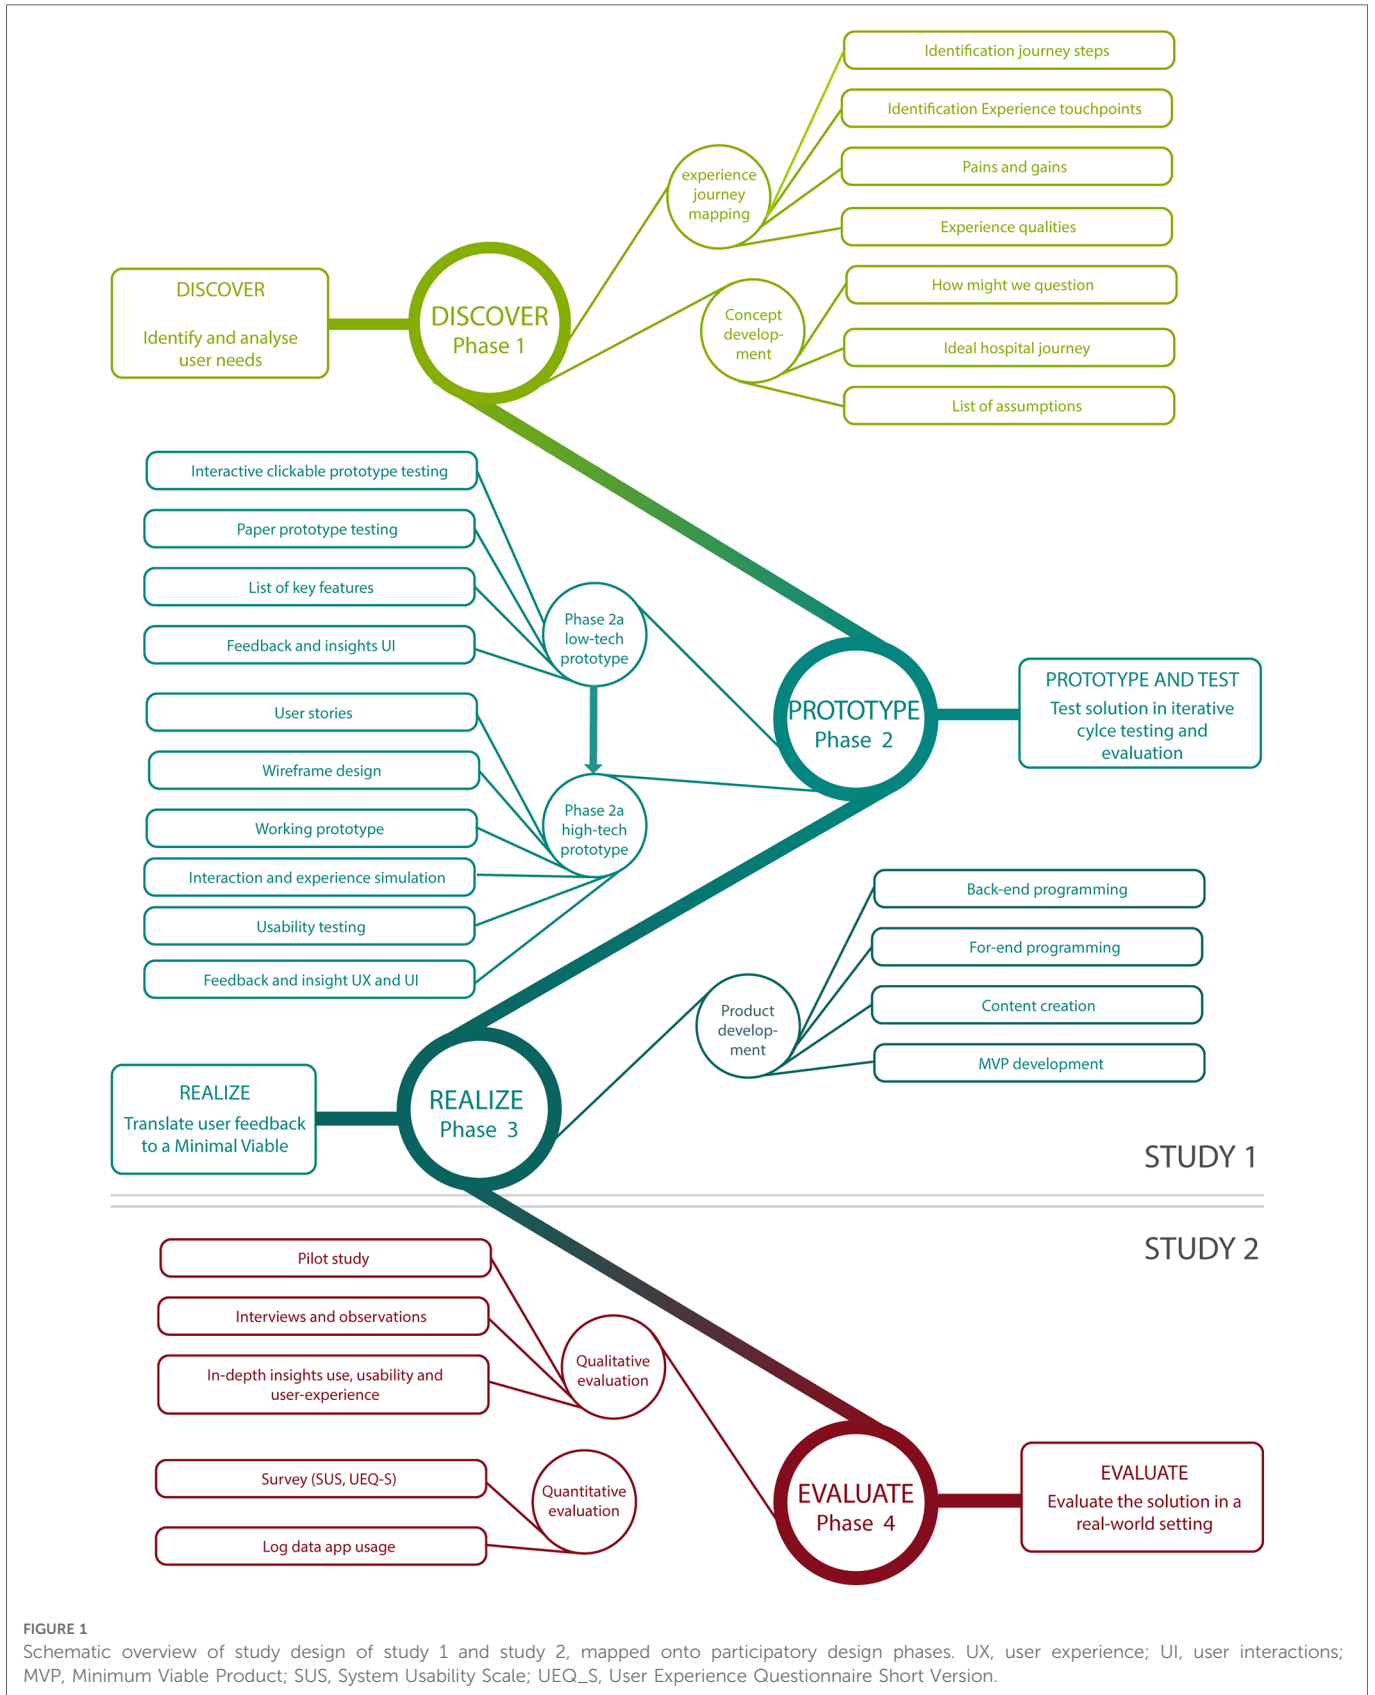 Identification journey steps
Identification Experience touchpoints
Pains and gains
Experience qualities
experience
journey
mapping
DISCOVER
Identify and analyse
user needs
DISCOVER
Phase 1
Concept
develop-
ment
How might we question
Ideal hospital journey
List of assumptions
Interactive clickable prototype testing
Paper prototype testing
List of key features
Feedback and insights UI
Phase 2a
low-tech
prototype
User stories
Wireframe design
Working prototype
Interaction and experience simulation
Usability testing
Feedback and insight UX and UI
Phase 2a
high-tech
prototype
PROTOTYPE
Phase 2
PROTOTYPE AND TEST
Test solution in iterative
cylce testing and
evaluation
Back-end programming
For-end programming
Content creation
MVP development
Product
develop-
ment
REALIZE
Translate user feedback
to a Minimal Viable
REALIZE
Phase 3
STUDY 1
STUDY 2
Pilot study
Interviews and observations
In-depth insights use, usability and
user-experience
Qualitative
evaluation
Survey (SUS, UEQ-S)
Log data app usage
Quantitative
evaluation
EVALUATE
Phase 4
EVALUATE
Evaluate the solution in a
real-world setting
FIGURE 1
Schematic overview of study design of study 1 and study 2, mapped onto participatory design phases. UX, user experience; UI, user interactions;
MVP, Minimum Viable Product; SUS, System Usability Scale; UEQ_S, User Experience Questionnaire Short Version.